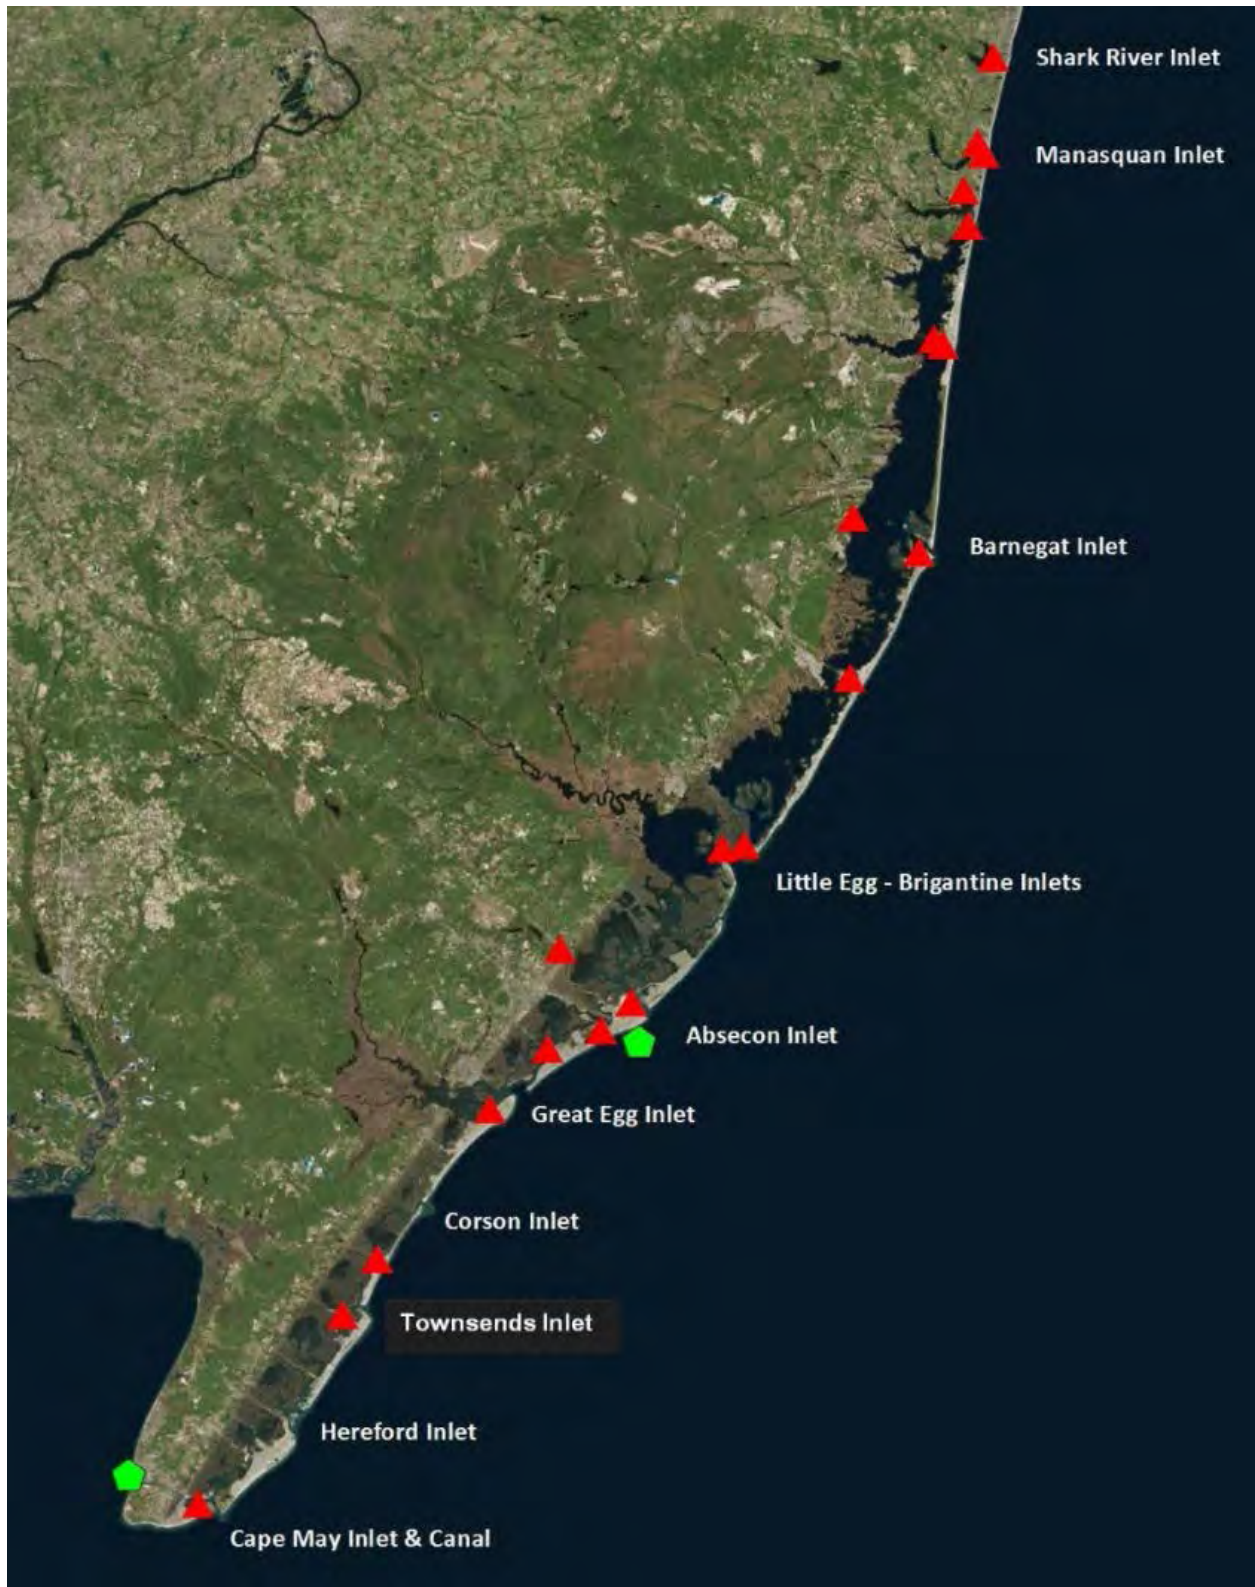 Shark River Inlet
Manasquan Inlet
Barnegat Inlet
Little Egg - Brigantine Inlets
Absecon Inlet
Great Egg Inlet
Corson Inlet
Townsends Inlet
Hereford Inlet
Cape May Inlet & Canal